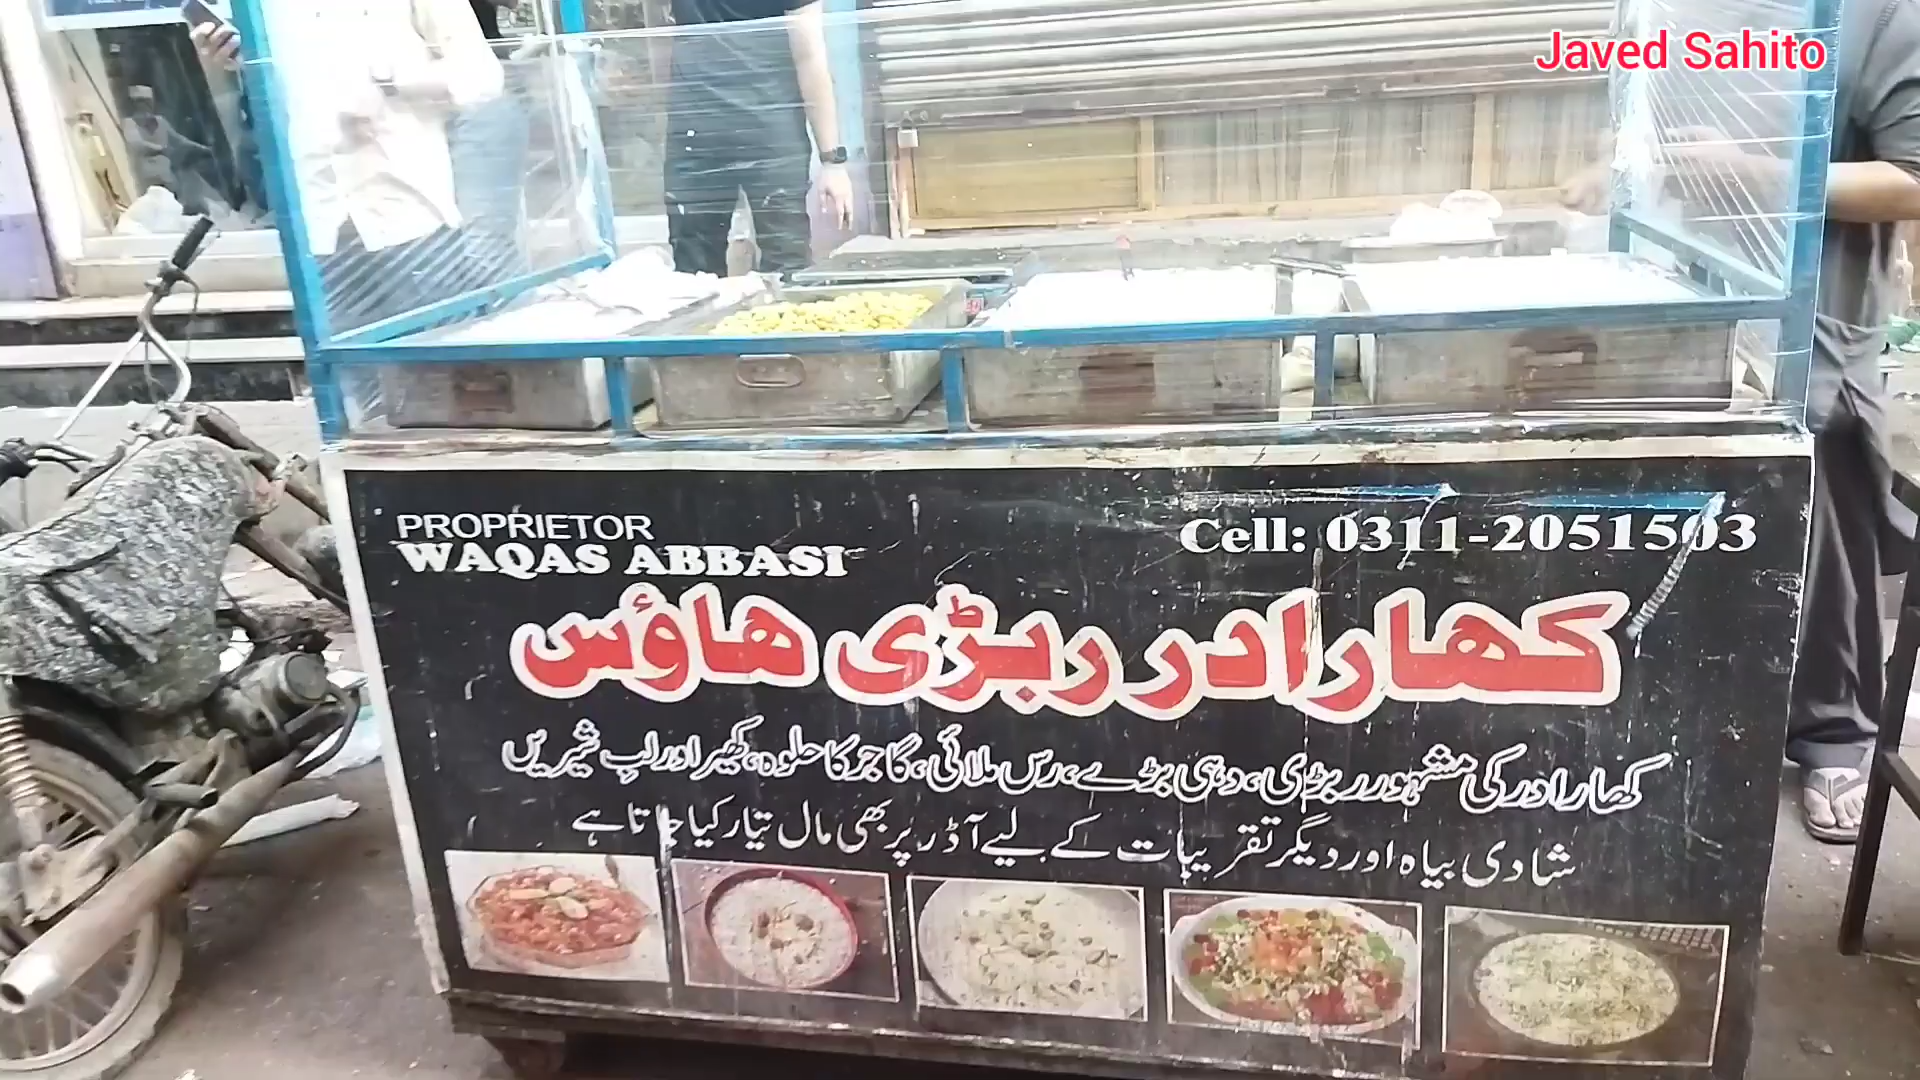 Javed Sahito
PROPRIETOR
WAQAS ABBASI
Cell: 0311-2051503
کھارادر ربڑی ھاؤس
کھارادر کی مشہور ربڑی، دہی بڑے، رس ملائی، گاجر کا حلوہ، کھیر اور لبِ شیریں
شادی بیاہ اور دیگر تقریبات کے لیے آڈر پر بھی مال تیار کیا جاتا ہے